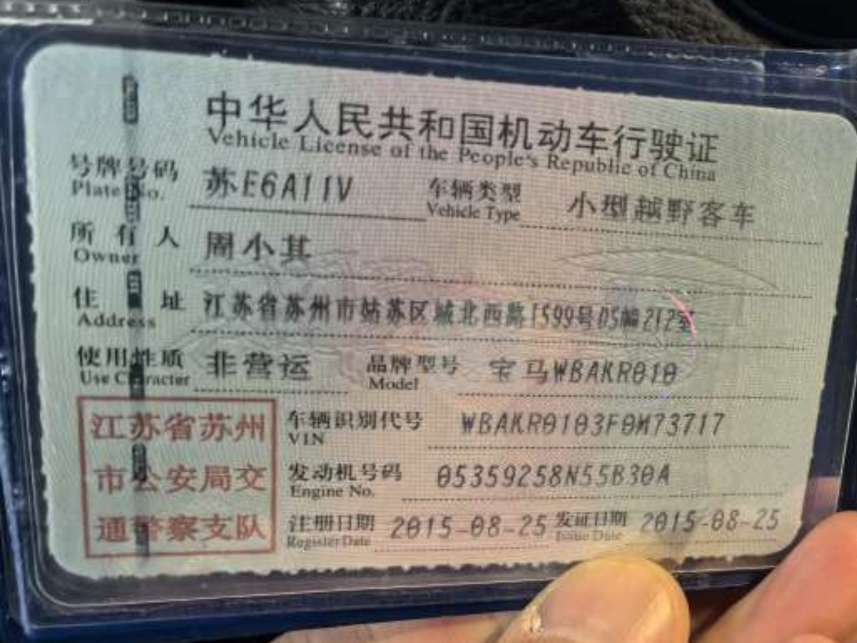 中华人民共和国机动车行驶证
Vehicle License of the People's Republic of China
号牌号码 苏E6A11V 车辆类型 小型越野客车
Plate No. Vehicle Type
所有人 周小其
Owner
住址 江苏省苏州市姑苏区城北西路1599号05幢212室
Address
使用性质 非营运 品牌型号 宝马WBAKR010
Use Character Model
江苏省苏州 车辆识别代号 WBAKR0103F0M73717
VIN
市公安局交 发动机号码 05359258N55B30A
Engine No.
通警察支队 注册日期 2015-08-25 发证日期 2015-08-25
Register Date Issue Date